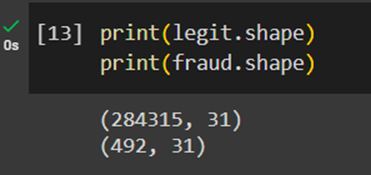 [13] print(legit.shape)
0s print(fraud.shape)
(284315, 31)
(492, 31)